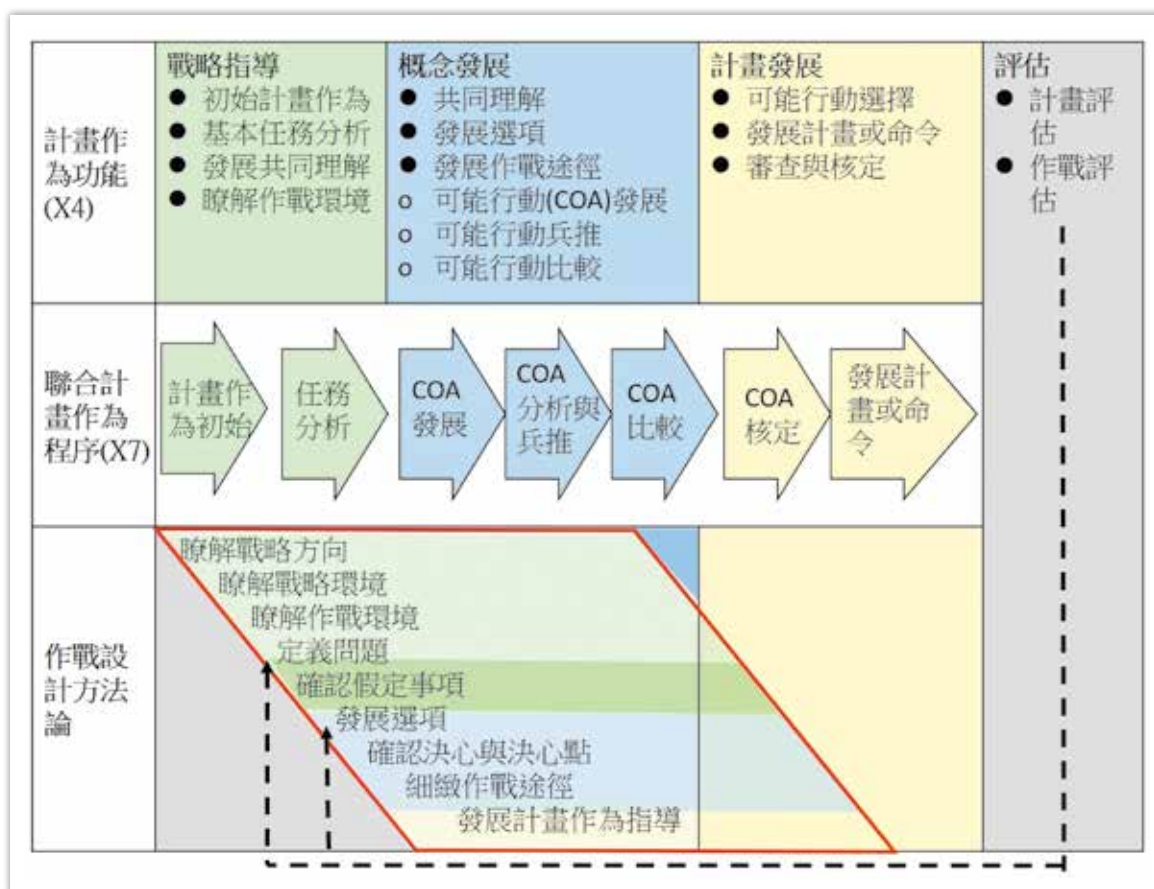 計畫作
為功能
(X4)
戰略指導
● 初始計畫作為
● 基本任務分析
● 發展共同理解
● 瞭解作戰環境
概念發展
● 共同理解
● 發展選項
● 發展作戰途徑
o 可能行動(COA)發展
o 可能行動兵推
o 可能行動比較
計畫發展
● 可能行動選擇
● 發展計畫或命令
● 審查與核定
評估
● 計畫評
估
● 作戰評
估
聯合計
畫作為
程序(X7)
計畫作
為初始
任務
分析
COA
發展
COA
分析與
兵推
COA
比較
COA
核定
發展計
畫或命
令
作戰設
計方法
論
瞭解戰略方向
瞭解戰略環境
瞭解作戰環境
定義問題
確認假定事項
發展選項
確認決心與決心點
細緻作戰途徑
發展計畫作為指導